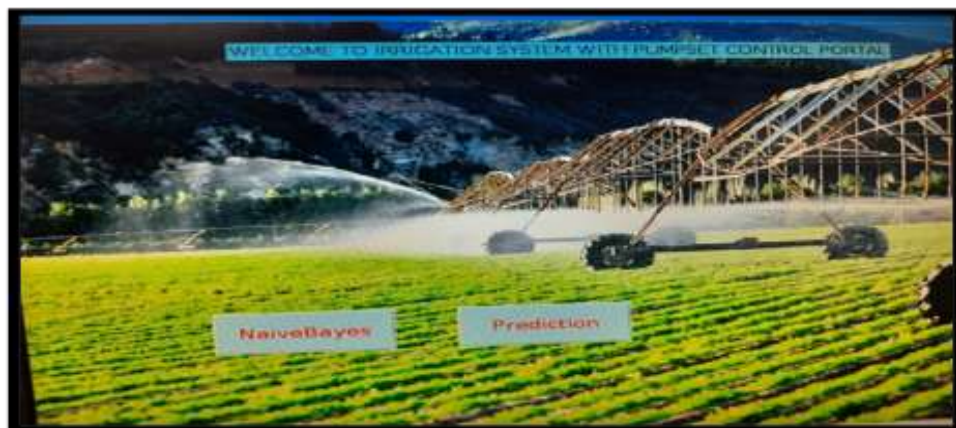 WELCOME TO IRRIGATION SYSTEM WITH PUMPSET CONTROL PORTAL
NaiveBayes
Prediction